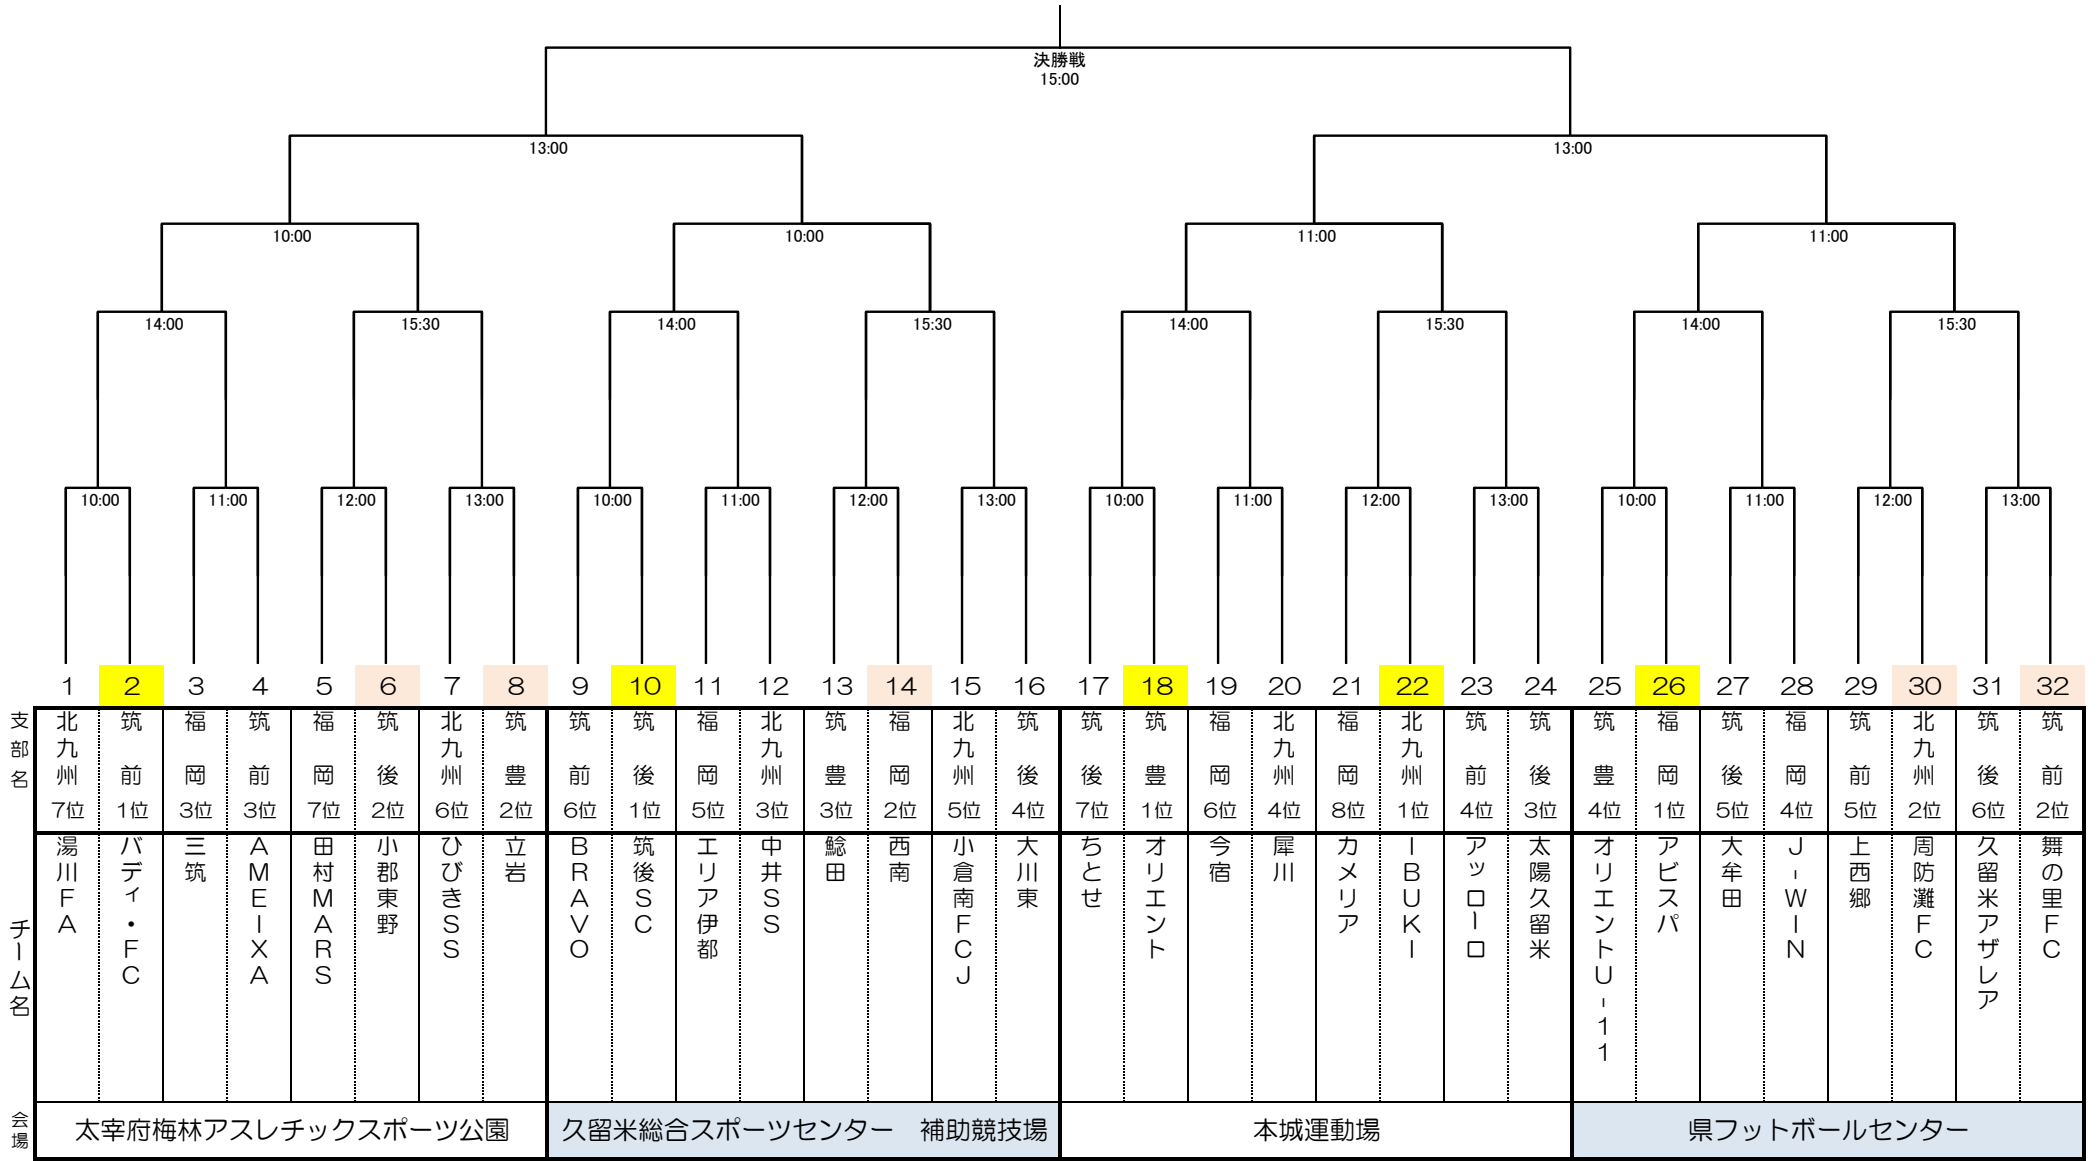 決勝戦
15:00
13:00
13:00
10:00
10:00
11:00
11:00
14:00
15:30
14:00
15:30
14:00
15:30
14:00
15:30
10:00
11:00
12:00
13:00
10:00
11:00
12:00
13:00
10:00
11:00
12:00
13:00
10:00
11:00
12:00
13:00
1 2 3 4 5 6 7 8 9 10 11 12 13 14 15 16 17 18 19 20 21 22 23 24 25 26 27 28 29 30 31 32
支部名
北九州
筑前
福岡
筑前
福岡
筑後
北九州
筑豊
筑前
筑後
福岡
北九州
筑豊
福岡
北九州
筑後
筑後
筑豊
福岡
北九州
福岡
北九州
筑前
筑後
筑豊
福岡
筑後
福岡
筑前
北九州
筑後
筑前
7位 1位 3位 3位 7位 2位 6位 2位 6位 1位 5位 3位 3位 2位 5位 4位 7位 1位 6位 4位 8位 1位 4位 3位 4位 1位 5位 4位 5位 2位 6位 2位
チーム名
湯川FA
バディ・FC
三筑
AMEIXA
田村MARS
小郡東野
ひびきSS
立岩
BRAVO
筑後SC
エリア伊都
中井SS
鯰田
西南
小倉南FCJ
大川東
ちとせ
オリエント
今宿
犀川
カメリア
IBUKI
アッローロ
太陽久留米
オリエントU-11
アビスパ
大牟田
J-WIN
上西郷
周防灘FC
久留米アザレア
舞の里FC
会場
太宰府梅林アスレチックスポーツ公園
久留米総合スポーツセンター　補助競技場
本城運動場
県フットボールセンター